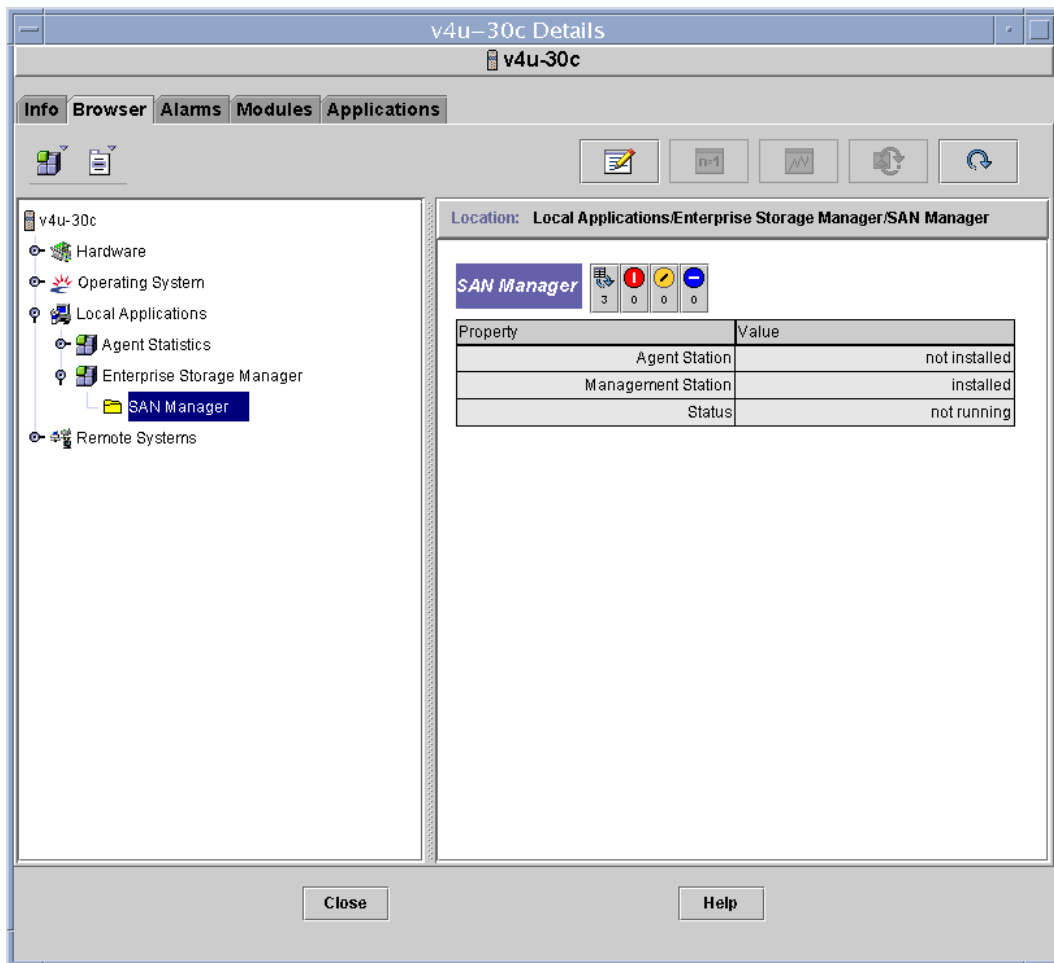 v4u-30c Details
v4u-30c
Info Browser Alarms Modules Applications
n=1
v4u-30c
Hardware
Operating System
Local Applications
Agent Statistics
Enterprise Storage Manager
SAN Manager
Remote Systems
Location: Local Applications/Enterprise Storage Manager/SAN Manager
SAN Manager 3 0 0 0
Property Value
Agent Station not installed
Management Station installed
Status not running
Close Help